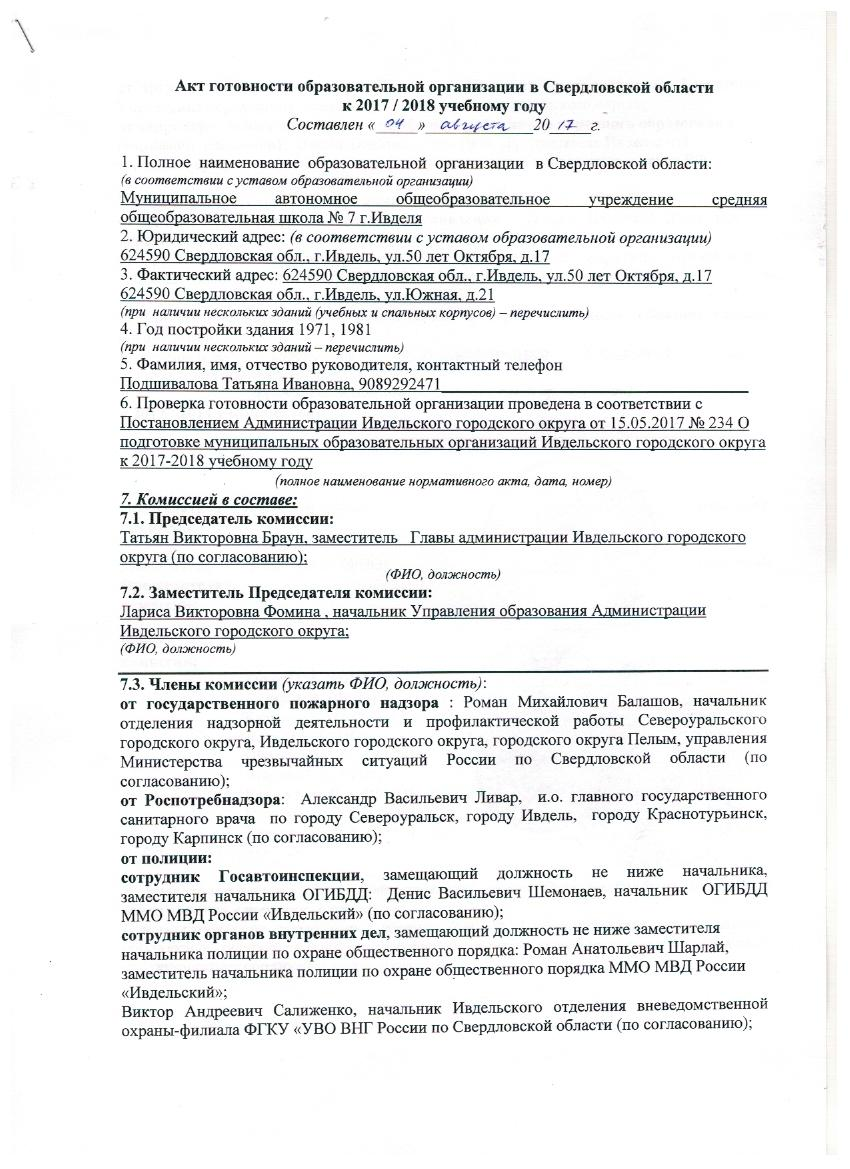 Акт готовности образовательной организации в Свердловской области
к 2017 / 2018 учебному году
Составлен « 04 » августа 20 17 г.
1. Полное наименование образовательной организации в Свердловской области:
(в соответствии с уставом образовательной организации)
Муниципальное автономное общеобразовательное учреждение средняя
общеобразовательная школа № 7 г.Ивделя
2. Юридический адрес: (в соответствии с уставом образовательной организации)
624590 Свердловская обл., г.Ивдель, ул.50 лет Октября, д.17
3. Фактический адрес: 624590 Свердловская обл., г.Ивдель, ул.50 лет Октября, д.17
624590 Свердловская обл., г.Ивдель, ул.Южная, д.21
(при наличии нескольких зданий (учебных и спальных корпусов) – перечислить)
4. Год постройки здания 1971, 1981
(при наличии нескольких зданий – перечислить)
5. Фамилия, имя, отчество руководителя, контактный телефон
Подшивалова Татьяна Ивановна, 9089292471
6. Проверка готовности образовательной организации проведена в соответствии с
Постановлением Администрации Ивдельского городского округа от 15.05.2017 № 234 О
подготовке муниципальных образовательных организаций Ивдельского городского округа
к 2017-2018 учебному году
(полное наименование нормативного акта, дата, номер)
7. Комиссией в составе:
7.1. Председатель комиссии:
Татьян Викторовна Браун, заместитель Главы администрации Ивдельского городского
округа (по согласованию);
(ФИО, должность)
7.2. Заместитель Председателя комиссии:
Лариса Викторовна Фомина , начальник Управления образования Администрации
Ивдельского городского округа;
(ФИО, должность)
7.3. Члены комиссии (указать ФИО, должность):
от государственного пожарного надзора : Роман Михайлович Балашов, начальник
отделения надзорной деятельности и профилактической работы Североуральского
городского округа, Ивдельского городского округа, городского округа Пелым, управления
Министерства чрезвычайных ситуаций России по Свердловской области (по
согласованию);
от Роспотребнадзора: Александр Васильевич Ливар, и.о. главного государственного
санитарного врача по городу Североуральск, городу Ивдель, городу Краснотурьинск,
городу Карпинск (по согласованию);
от полиции:
сотрудник Госавтоинспекции, замещающий должность не ниже начальника,
заместителя начальника ОГИБДД: Денис Васильевич Шемонаев, начальник ОГИБДД
ММО МВД России «Ивдельский» (по согласованию);
сотрудник органов внутренних дел, замещающий должность не ниже заместителя
начальника полиции по охране общественного порядка: Роман Анатольевич Шарлай,
заместитель начальника полиции по охране общественного порядка ММО МВД России
«Ивдельский»;
Виктор Андреевич Салиженко, начальник Ивдельского отделения вневедомственной
охраны-филиала ФГКУ «УВО ВНГ России по Свердловской области (по согласованию);